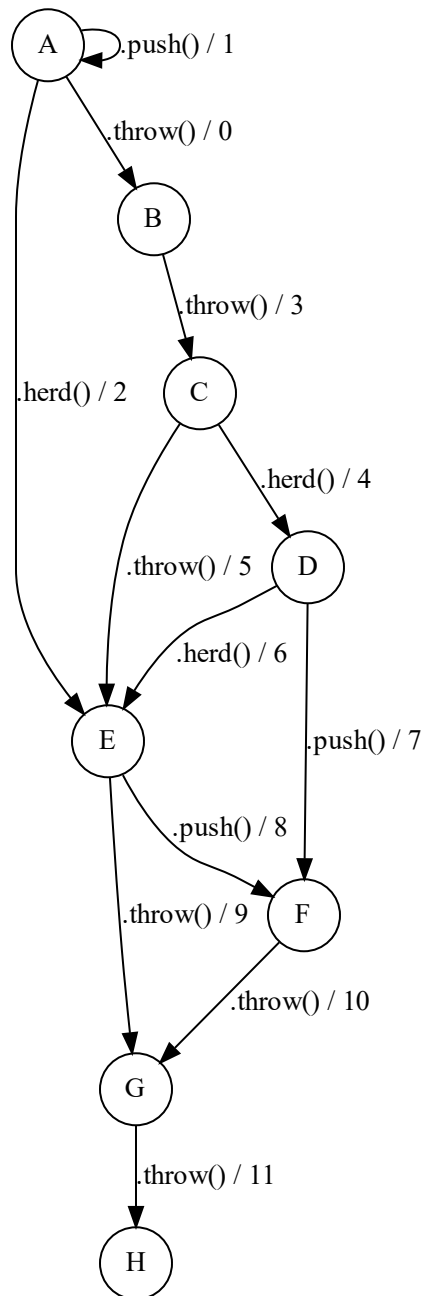 A
.push() / 1
.throw() / 0
B
.throw() / 3
.herd() / 2
C
.herd() / 4
.throw() / 5
D
.herd() / 6
E
.push() / 7
.push() / 8
.throw() / 9
F
.throw() / 10
G
.throw() / 11
H